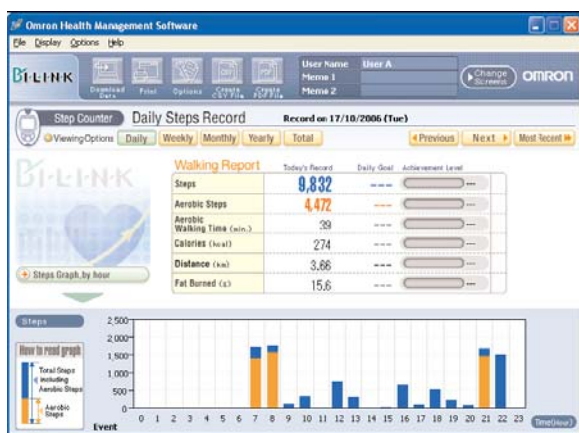 Omron Health Management Software
File Display Options Help
BI-LINK
Download Data Print Options Create CSV File Create PDF File
User Name User A
Memo 1
Memo 2
Change Screens
OMRON
Step Counter Daily Steps Record Record on 17/10/2006 (Tue)
Viewing Options Daily Weekly Monthly Yearly Total Previous Next Most Recent
BI-LINK
Walking Report Today's Record Daily Goal Achievement Level
Steps 9,832 --- ---
Aerobic Steps 4,472 --- ---
Aerobic Walking Time (min.) 39 --- ---
Calories (kcal) 274 --- ---
Distance (km) 3.66 --- ---
Fat Burned (g) 15.6 --- ---
Steps Graph, by hour
Steps
How to read graph
Total Steps including Aerobic Steps
Aerobic Steps
2,500
2,000
1,500
1,000
500
0
0 1 2 3 4 5 6 7 8 9 10 11 12 13 14 15 16 17 18 19 20 21 22 23
Event
Time(Hour)